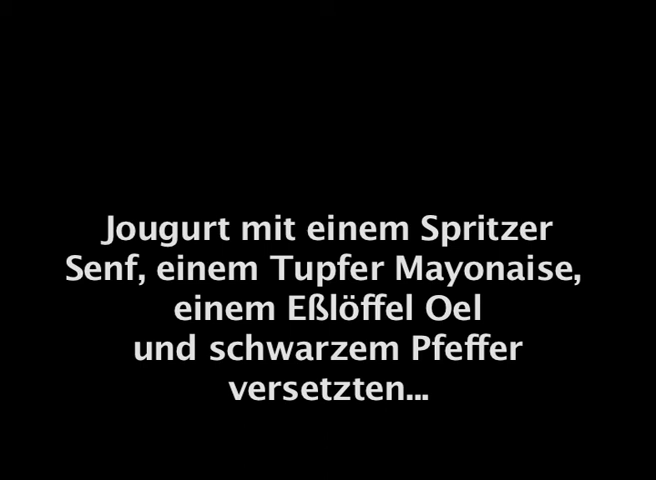 Jougurt mit einem Spritzer
Senf, einem Tupfer Mayonaise,
einem Eßlöffel Oel
und schwarzem Pfeffer
versetzten...